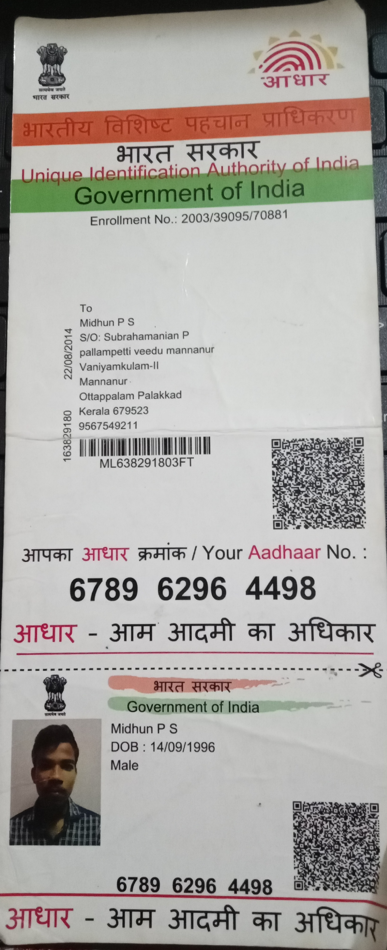 सत्यमेव जयते
भारत सरकार
आधार
भारतीय विशिष्ट पहचान प्राधिकरण
भारत सरकार
Unique Identification Authority of India
Government of India
Enrollment No.: 2003/39095/70881
To
Midhun P S
S/O: Subrahamanian P
pallampetti veedu mannanur
Vaniyamkulam-II
Mannanur
Ottappalam Palakkad
Kerala 679523
9567549211
22/08/2014
163829180
ML638291803FT
आपका आधार क्रमांक / Your Aadhaar No. :
6789 6296 4498
आधार - आम आदमी का अधिकार
भारत सरकार
Government of India
Midhun P S
DOB : 14/09/1996
Male
6789 6296 4498
आधार - आम आदमी का अधिकार